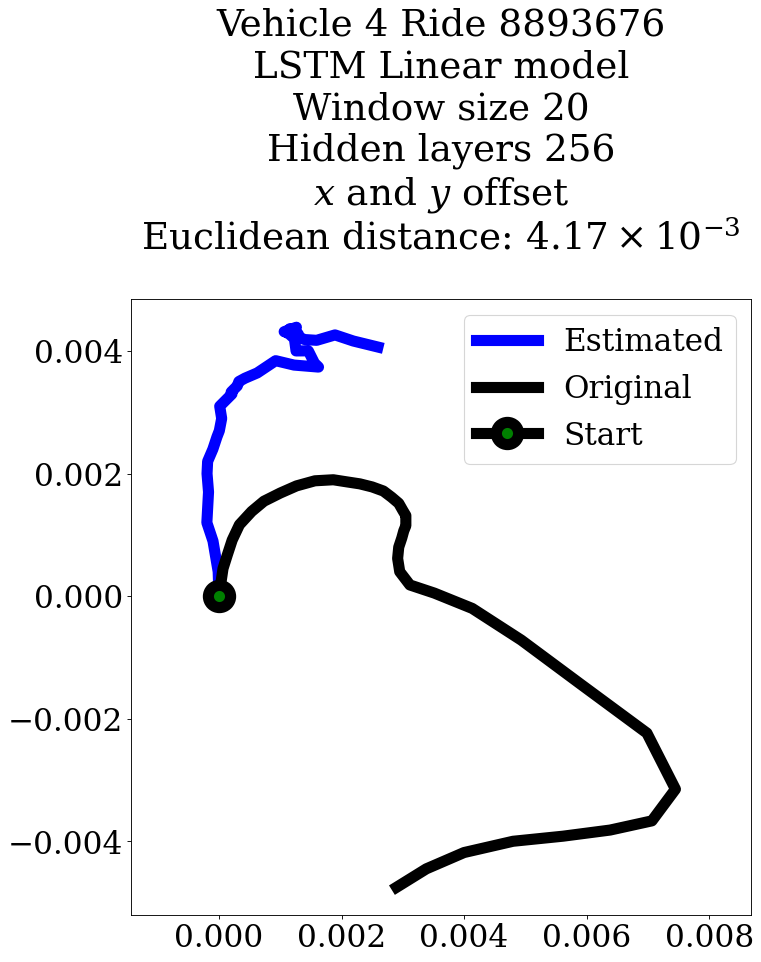 Vehicle 4 Ride 8893676
LSTM Linear model
Window size 20
Hidden layers 256
x and y offset
Euclidean distance: 4.17 × 10⁻³
Estimated
Original
Start
0.004
0.002
0.000
−0.002
−0.004
0.000 0.002 0.004 0.006 0.008